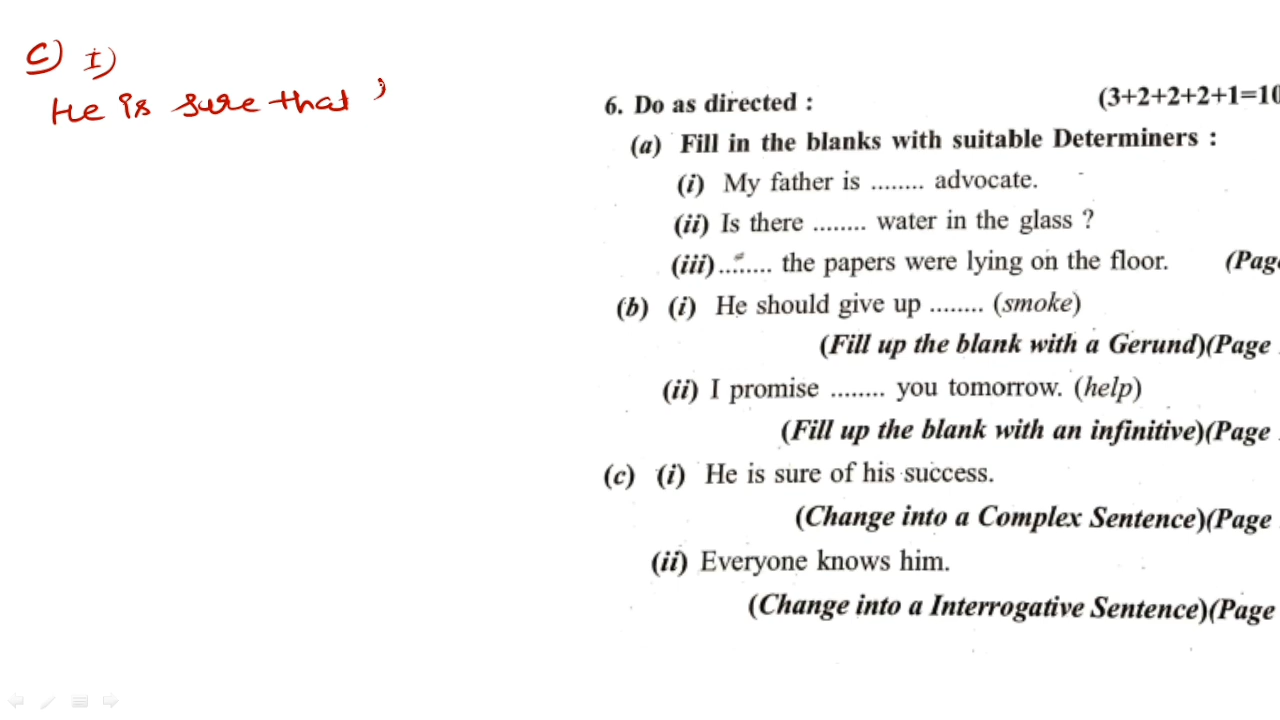 C) I)
He is sure that
6. Do as directed : (3+2+2+2+1=10
(a) Fill in the blanks with suitable Determiners :
(i) My father is ........ advocate.
(ii) Is there ........ water in the glass ?
(iii) ........ the papers were lying on the floor. (Page
(b) (i) He should give up ........ (smoke)
(Fill up the blank with a Gerund)(Page
(ii) I promise ........ you tomorrow. (help)
(Fill up the blank with an infinitive)(Page
(c) (i) He is sure of his success.
(Change into a Complex Sentence)(Page
(ii) Everyone knows him.
(Change into a Interrogative Sentence)(Page